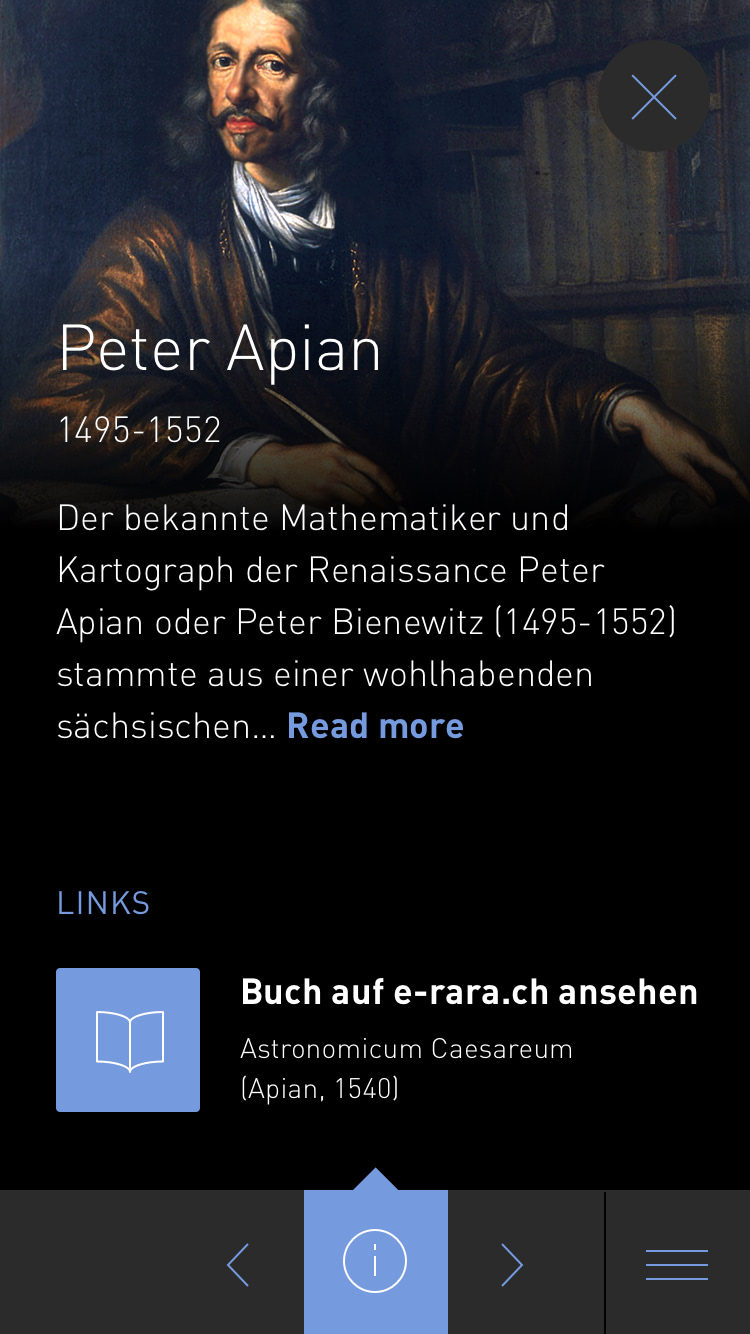 Peter Apian
1495-1552
Der bekannte Mathematiker und
Kartograph der Renaissance Peter
Apian oder Peter Bienewitz (1495-1552)
stammte aus einer wohlhabenden
sächsischen... Read more
LINKS
Buch auf e-rara.ch ansehen
Astronomicum Caesareum
(Apian, 1540)